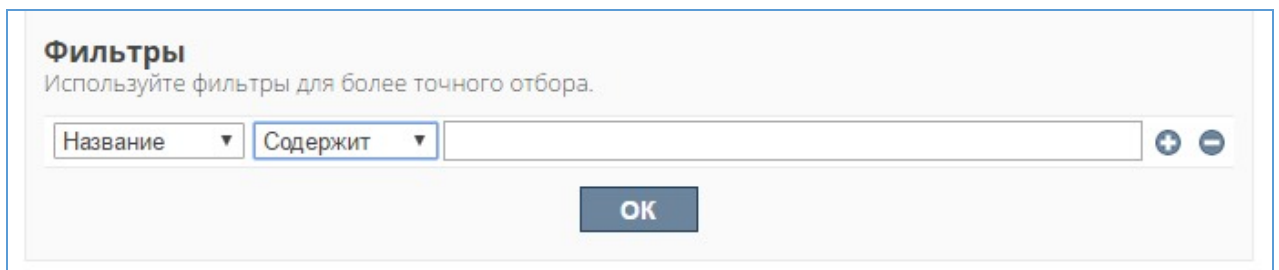 Фильтры
Используйте фильтры для более точного отбора.
Название Содержит
ОК